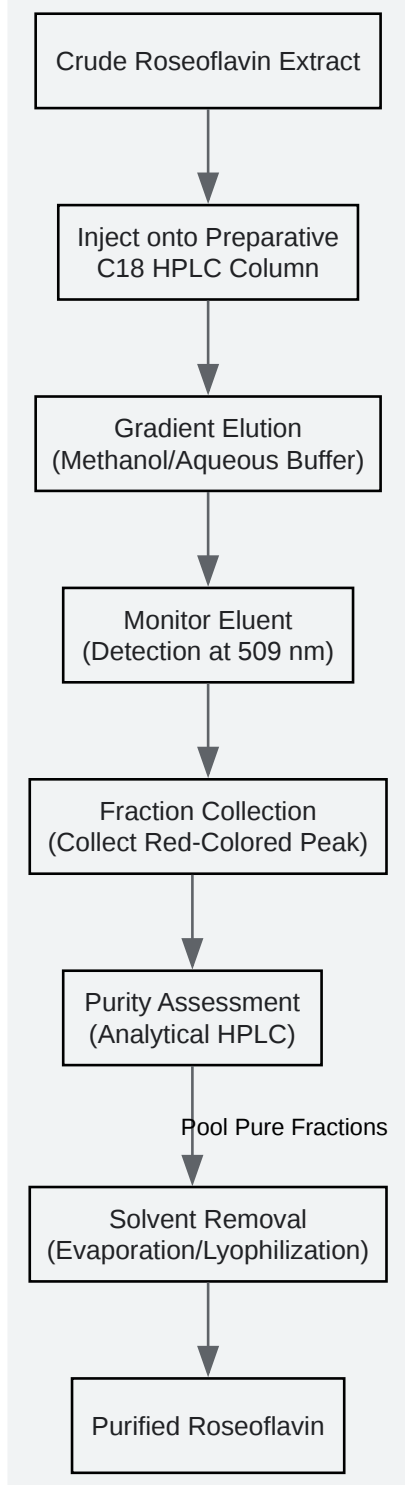 Crude Roseoflavin Extract
Inject onto Preparative
C18 HPLC Column
Gradient Elution
(Methanol/Aqueous Buffer)
Monitor Eluent
(Detection at 509 nm)
Fraction Collection
(Collect Red-Colored Peak)
Purity Assessment
(Analytical HPLC)
Pool Pure Fractions
Solvent Removal
(Evaporation/Lyophilization)
Purified Roseoflavin